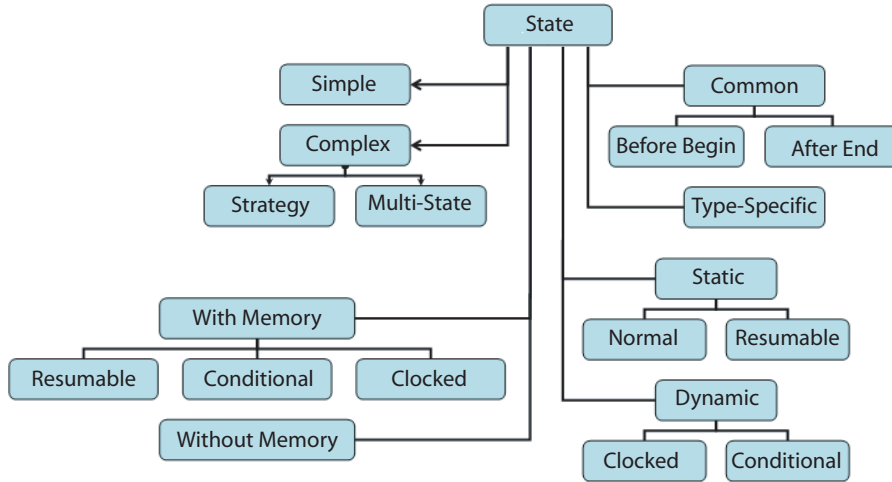 State
Simple
Complex
Strategy
Multi-State
Common
Before Begin
After End
Type-Specific
With Memory
Resumable
Conditional
Clocked
Without Memory
Static
Normal
Resumable
Dynamic
Clocked
Conditional